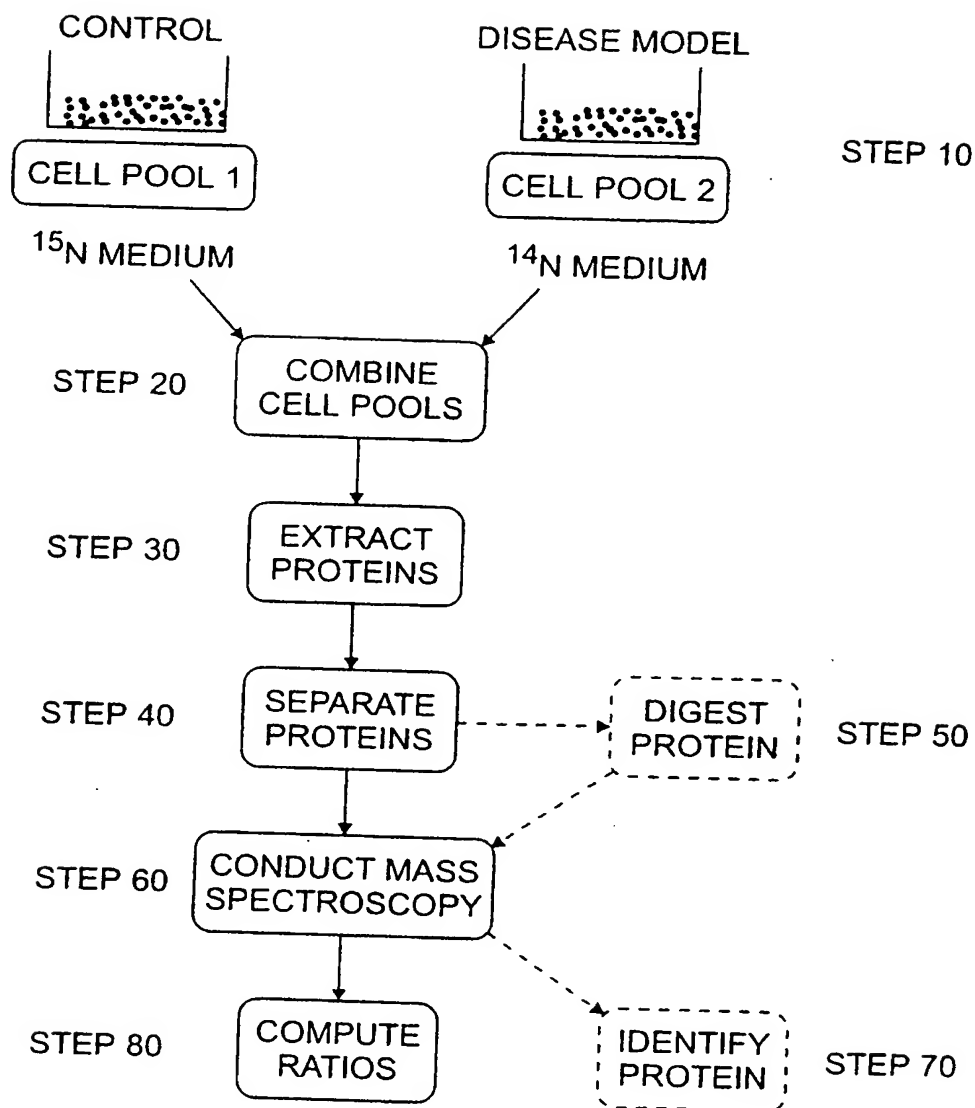 CONTROL
DISEASE MODEL
CELL POOL 1
CELL POOL 2
STEP 10
15N MEDIUM
14N MEDIUM
STEP 20
COMBINE
CELL POOLS
STEP 30
EXTRACT
PROTEINS
STEP 40
SEPARATE
PROTEINS
DIGEST
PROTEIN
STEP 50
STEP 60
CONDUCT MASS
SPECTROSCOPY
STEP 80
COMPUTE
RATIOS
IDENTIFY
PROTEIN
STEP 70